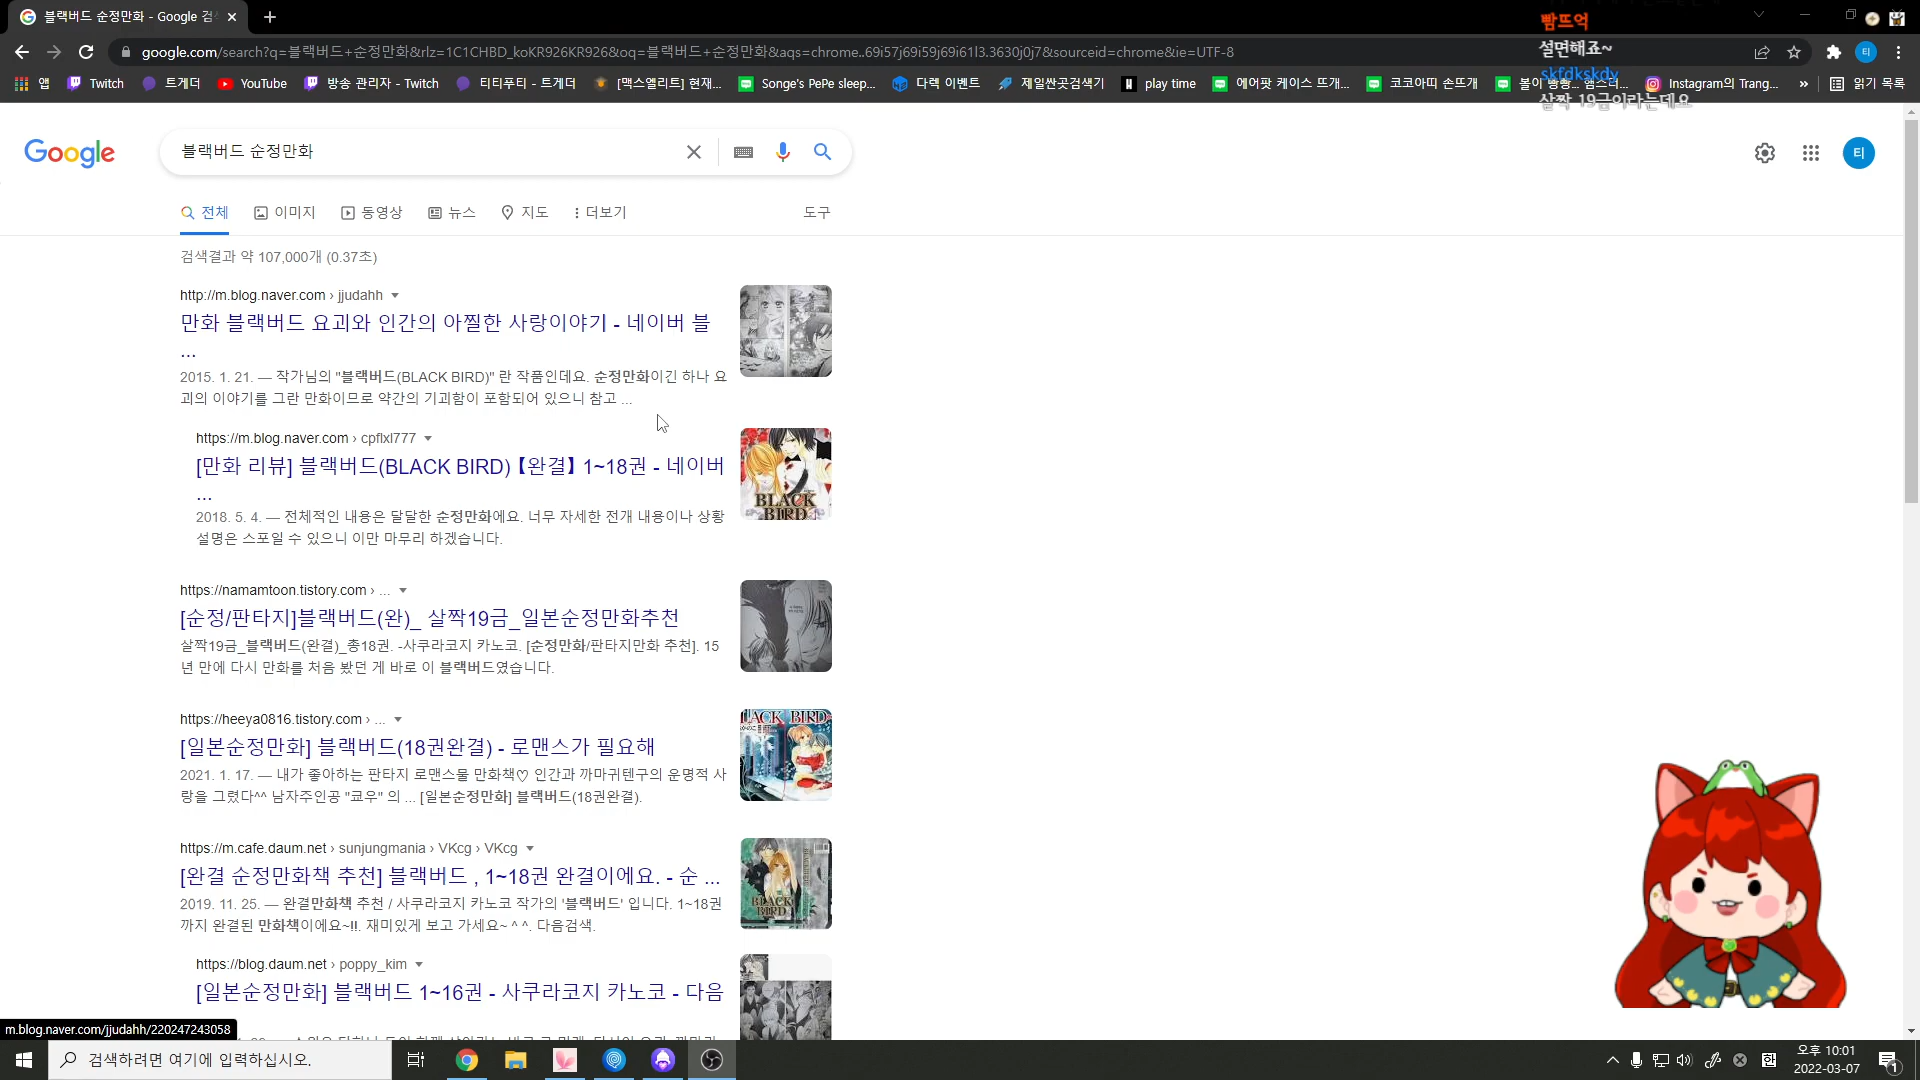 블랙버드 순정만화 - Google 검
google.com/search?q=블랙버드+순정만화&rlz=1C1CHBD_koKR926KR926&oq=블랙버드+순정만화&aqs=chrome..69i57j69i59j69i61l3.3630j0j7&sourceid=chrome&ie=UTF-8
빰뜨억
설면해죠~
skfdkskdv
살짝 19금이라는데요
앱 Twitch 트게더 YouTube 방송 관리자 - Twitch 티티푸티 - 트게더 [맥스엘리트] 현재... Songe's PePe sleep... 다렉 이벤트 제일싼곳검색기 play time 에어팟 케이스 뜨개... 코코아띠 손뜨개 Instagram의 Trang... » 읽기 목록
Google
블랙버드 순정만화
티
전체 이미지 동영상 뉴스 지도 더보기 도구
검색결과 약 107,000개 (0.37초)
http://m.blog.naver.com › jjudahh
만화 블랙버드 요괴와 인간의 아찔한 사랑이야기 - 네이버 블
...
2015. 1. 21. — 작가님의 "블랙버드(BLACK BIRD)" 란 작품인데요. 순정만화이긴 하나 요
괴의 이야기를 그란 만화이므로 약간의 기괴함이 포함되어 있으니 참고 ...
https://m.blog.naver.com › cpflxl777
[만화 리뷰] 블랙버드(BLACK BIRD)【완결】1~18권 - 네이버
...
2018. 5. 4. — 전체적인 내용은 달달한 순정만화에요. 너무 자세한 전개 내용이나 상황
설명은 스포일 수 있으니 이만 마무리 하겠습니다.
BLACK
BIRD
https://namamtoon.tistory.com › ...
[순정/판타지]블랙버드(완)_ 살짝19금_일본순정만화추천
살짝19금_블랙버드(완결)_총18권. -사쿠라코지 카노코. [순정만화/판타지만화 추천]. 15
년 만에 다시 만화를 처음 봤던 게 바로 이 블랙버드였습니다.
https://heeya0816.tistory.com › ...
[일본순정만화] 블랙버드(18권완결) - 로맨스가 필요해
2021. 1. 17. — 내가 좋아하는 판타지 로맨스물 만화책♡ 인간과 까마귀텐구의 운명적 사
랑을 그렸다^^ 남자주인공 "쿄우" 의 ... [일본순정만화] 블랙버드(18권완결).
https://m.cafe.daum.net › sunjungmania › VKcg › VKcg
[완결 순정만화책 추천] 블랙버드 , 1~18권 완결이에요. - 순 ...
2019. 11. 25. — 완결만화책 추천 / 사쿠라코지 카노코 작가의 '블랙버드' 입니다. 1~18권
까지 완결된 만화책이에요~!!. 재미있게 보고 가세요~ ^ ^. 다음검색.
BLACK
BIRD
https://blog.daum.net › poppy_kim
[일본순정만화] 블랙버드 1~16권 - 사쿠라코지 카노코 - 다음
m.blog.naver.com/jjudahh/220247243058
검색하려면 여기에 입력하십시오.
한
오후 10:01
2022-03-07
1